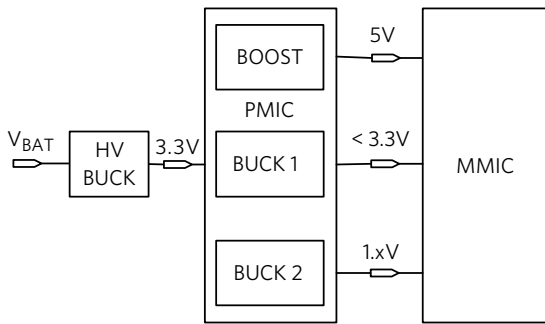 BOOST
5V
PMIC
V_BAT
HV
BUCK
3.3V
BUCK 1
< 3.3V
MMIC
BUCK 2
1.xV